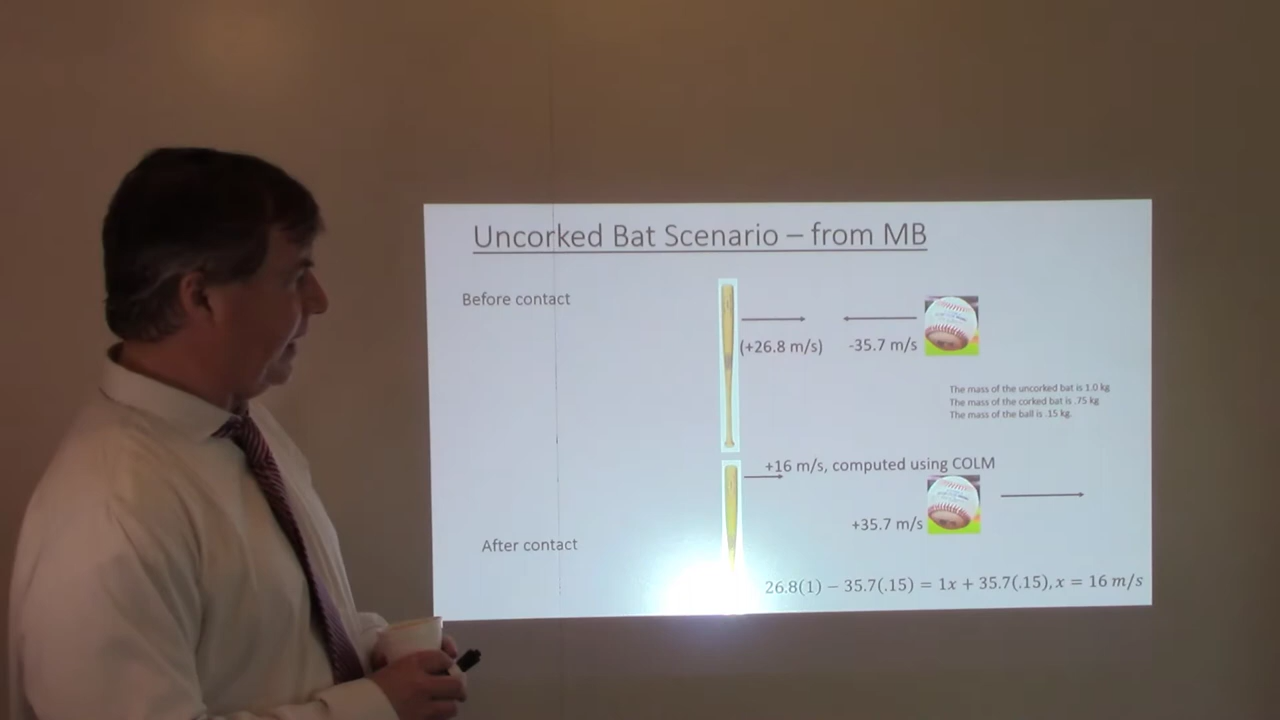 Uncorked Bat Scenario – from MB
Before contact
(+26.8 m/s)
-35.7 m/s
The mass of the uncorked bat is 1.0 kg
The mass of the corked bat is .75 kg
The mass of the ball is .15 kg.
+16 m/s, computed using COLM
+35.7 m/s
After contact
26.8(1) − 35.7(.15) = 1x + 35.7(.15), x = 16 m/s